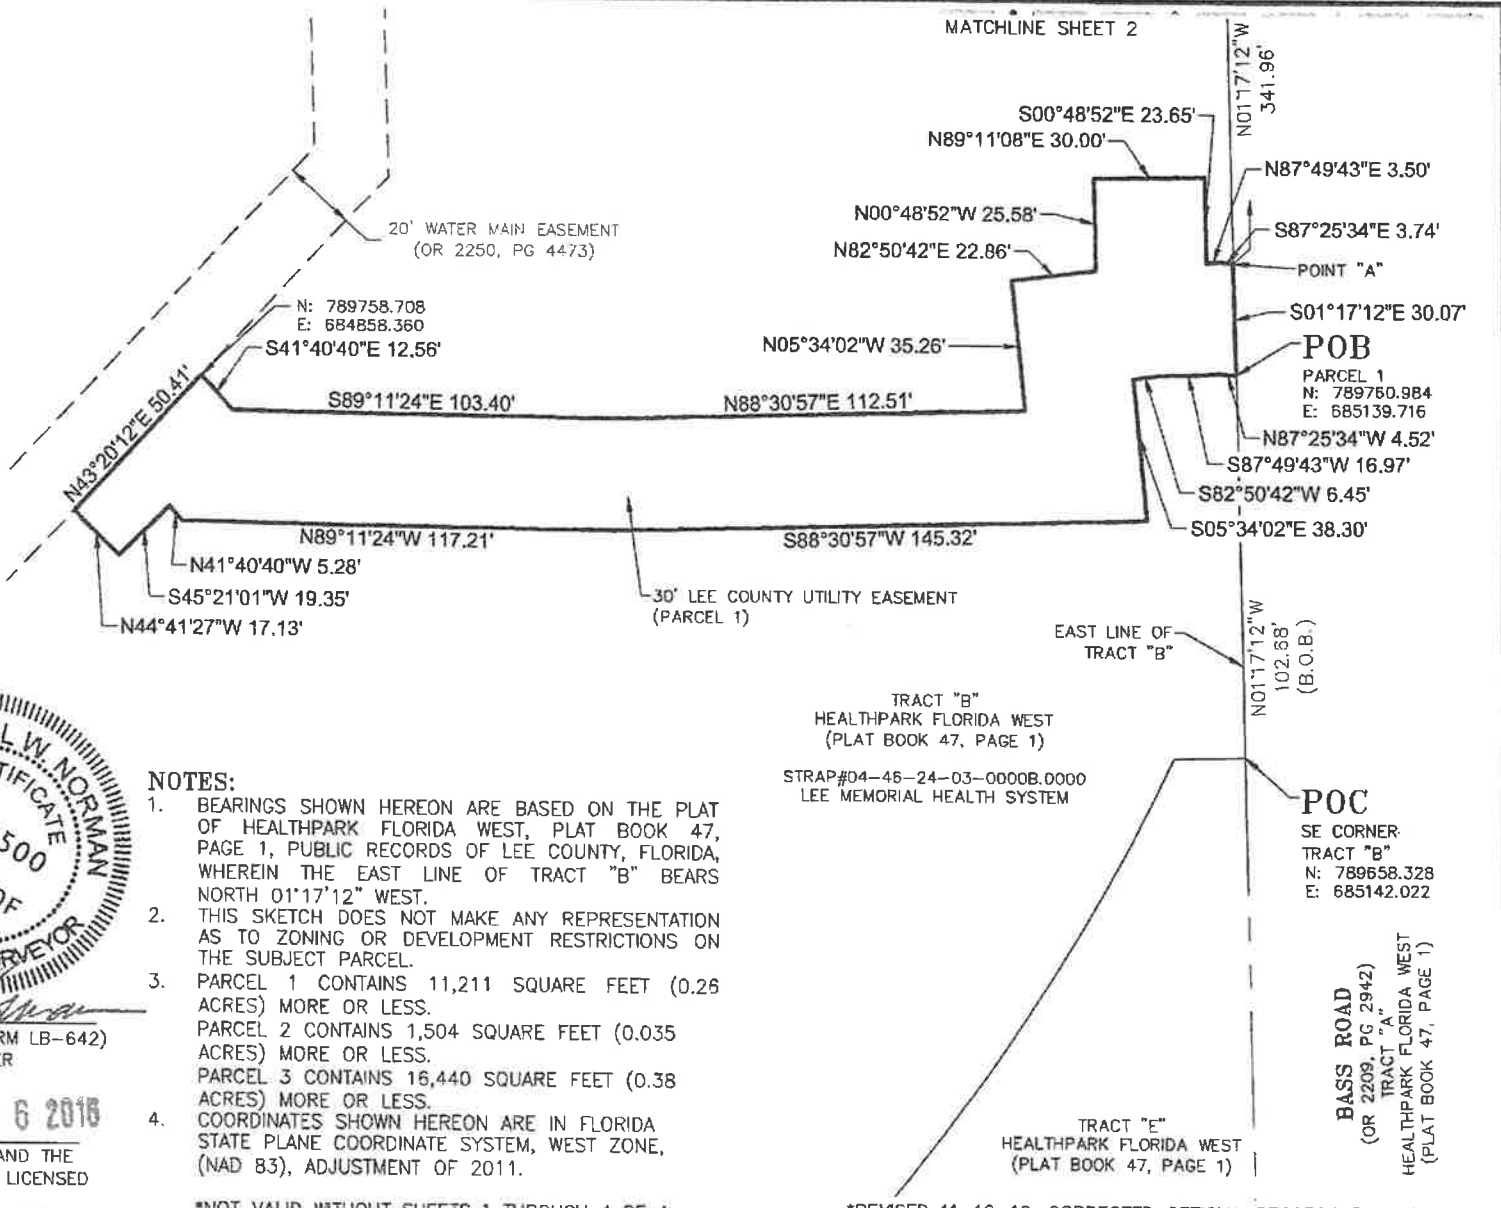 MATCHLINE SHEET 2
N01°17'12"W
341.96'
S00°48'52"E 23.65'
N89°11'08"E 30.00'
N87°49'43"E 3.50'
N00°48'52"W 25.58'
S87°25'34"E 3.74'
N82°50'42"E 22.86'
POINT "A"
20' WATER MAIN EASEMENT
(OR 2250, PG 4473)
N: 789758.708
E: 684858.360
S41°40'40"E 12.56'
S01°17'12"E 30.07'
N05°34'02"W 35.26'
POB
PARCEL 1
N: 789760.984
E: 685139.716
N43°20'12"E 50.41'
S89°11'24"E 103.40'
N88°30'57"E 112.51'
N87°25'34"W 4.52'
S87°49'43"W 16.97'
S82°50'42"W 6.45'
S05°34'02"E 38.30'
N89°11'24"W 117.21'
S88°30'57"W 145.32'
N41°40'40"W 5.28'
S45°21'01"W 19.35'
N44°41'27"W 17.13'
30' LEE COUNTY UTILITY EASEMENT
(PARCEL 1)
EAST LINE OF
TRACT "B"
N01°17'12"W
102.68'
(B.O.B.)
TRACT "B"
HEALTHPARK FLORIDA WEST
(PLAT BOOK 47, PAGE 1)
STRAP#04-46-24-03-0000B.0000
LEE MEMORIAL HEALTH SYSTEM
POC
SE CORNER
TRACT "B"
N: 789658.328
E: 685142.022
L W. NORMAN
TIFICATE
500
OF
RVEYOR
RM LB-642)
ER
6 2016
AND THE
LICENSED
NOTES:
1. BEARINGS SHOWN HEREON ARE BASED ON THE PLAT
OF HEALTHPARK FLORIDA WEST, PLAT BOOK 47,
PAGE 1, PUBLIC RECORDS OF LEE COUNTY, FLORIDA,
WHEREIN THE EAST LINE OF TRACT "B" BEARS
NORTH 01°17'12" WEST.
2. THIS SKETCH DOES NOT MAKE ANY REPRESENTATION
AS TO ZONING OR DEVELOPMENT RESTRICTIONS ON
THE SUBJECT PARCEL.
3. PARCEL 1 CONTAINS 11,211 SQUARE FEET (0.26
ACRES) MORE OR LESS.
PARCEL 2 CONTAINS 1,504 SQUARE FEET (0.035
ACRES) MORE OR LESS.
PARCEL 3 CONTAINS 16,440 SQUARE FEET (0.38
ACRES) MORE OR LESS.
4. COORDINATES SHOWN HEREON ARE IN FLORIDA
STATE PLANE COORDINATE SYSTEM, WEST ZONE,
(NAD 83), ADJUSTMENT OF 2011.
*NOT VALID WITHOUT SHEETS 1 THROUGH
BASS ROAD
(OR 2209, PG 2942)
TRACT "A"
HEALTHPARK FLORIDA WEST
(PLAT BOOK 47, PAGE 1)
TRACT "E"
HEALTHPARK FLORIDA WEST
(PLAT BOOK 47, PAGE 1)